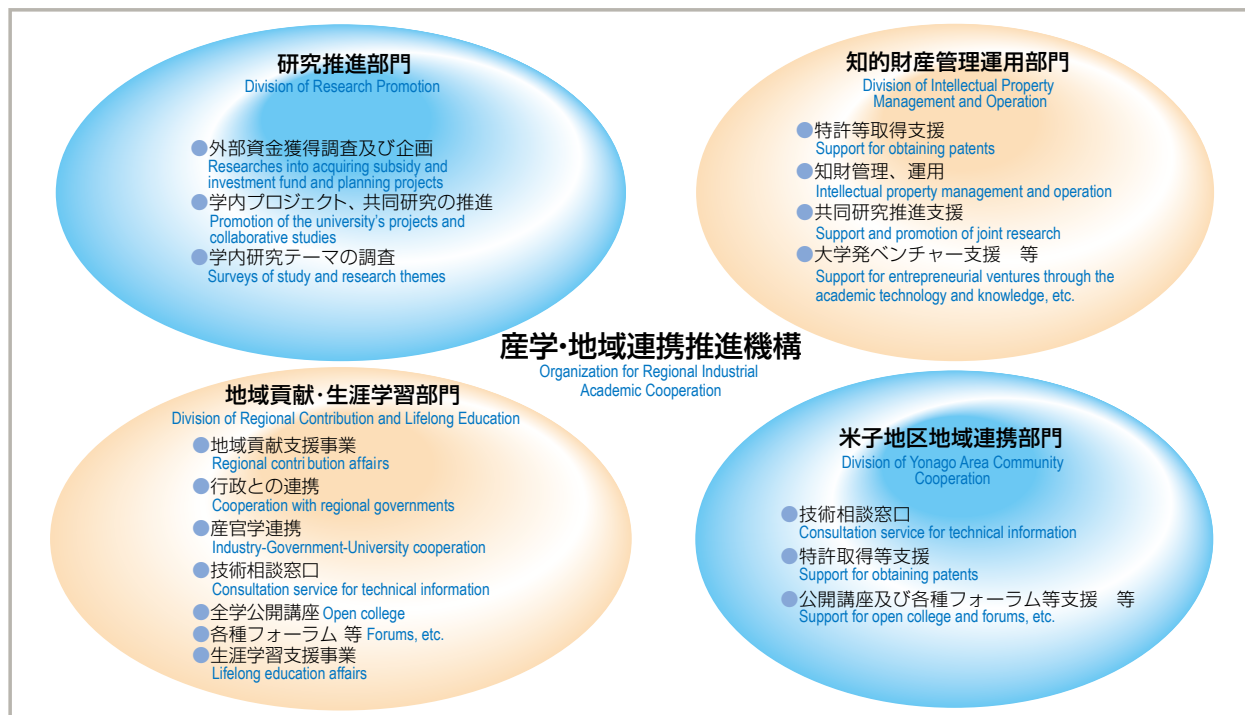 研究推進部門
Division of Research Promotion
●外部資金獲得調査及び企画
Researches into acquiring subsidy and
investment fund and planning projects
●学内プロジェクト、共同研究の推進
Promotion of the university's projects and
collaborative studies
●学内研究テーマの調査
Surveys of study and research themes
知的財産管理運用部門
Division of Intellectual Property
Management and Operation
●特許等取得支援
Support for obtaining patents
●知財管理、運用
Intellectual property management and operation
●共同研究推進支援
Support and promotion of joint research
●大学発ベンチャー支援 等
Support for entrepreneurial ventures through the
academic technology and knowledge, etc.
産学・地域連携推進機構
Organization for Regional Industrial
Academic Cooperation
地域貢献・生涯学習部門
Division of Regional Contribution and Lifelong Education
●地域貢献支援事業
Regional contribution affairs
●行政との連携
Cooperation with regional governments
●産官学連携
Industry-Government-University cooperation
●技術相談窓口
Consultation service for technical information
●全学公開講座 Open college
●各種フォーラム 等 Forums, etc.
●生涯学習支援事業
Lifelong education affairs
米子地区地域連携部門
Division of Yonago Area Community
Cooperation
●技術相談窓口
Consultation service for technical information
●特許取得等支援
Support for obtaining patents
●公開講座及び各種フォーラム等支援 等
Support for open college and forums, etc.